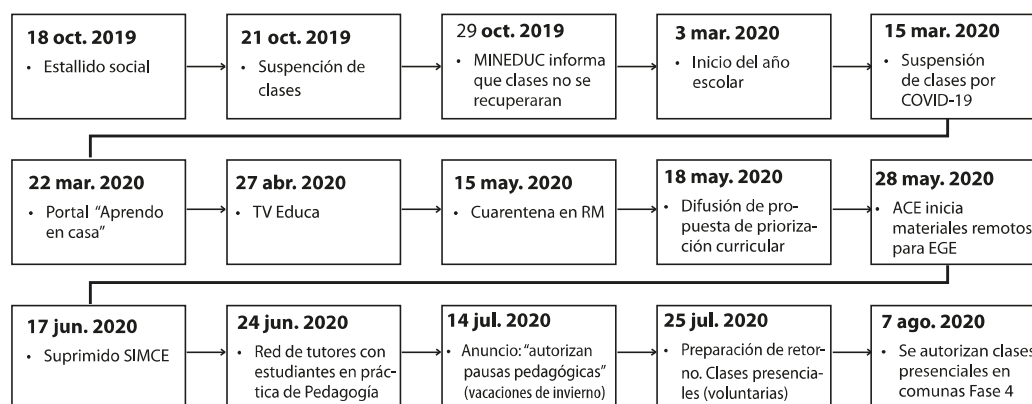 18 oct. 2019
• Estallido social
21 oct. 2019
• Suspención de
clases
29 oct. 2019
• MINEDUC informa
que clases no se
recuperaran
3 mar. 2020
• Inicio del año
escolar
15 mar. 2020
• Suspensión
de clases por
COVID-19
22 mar. 2020
• Portal “Aprendo
en casa”
27 abr. 2020
• TV Educa
15 may. 2020
• Cuarentena en RM
18 may. 2020
• Difusión de pro-
puesta de prioriza-
ción curricular
28 may. 2020
• ACE inicia
materiales remotos
para EGE
17 jun. 2020
• Suprimido SIMCE
24 jun. 2020
• Red de tutores con
estudiantes en prác-
tica de Pedagogía
14 jul. 2020
• Anuncio: “autorizan
pausas pedagógicas”
(vacaciones de invierno)
25 jul. 2020
• Preparación de retor-
no. Clases presencia-
les (voluntarias)
7 ago. 2020
• Se autorizan clases
presenciales en
comunas Fase 4